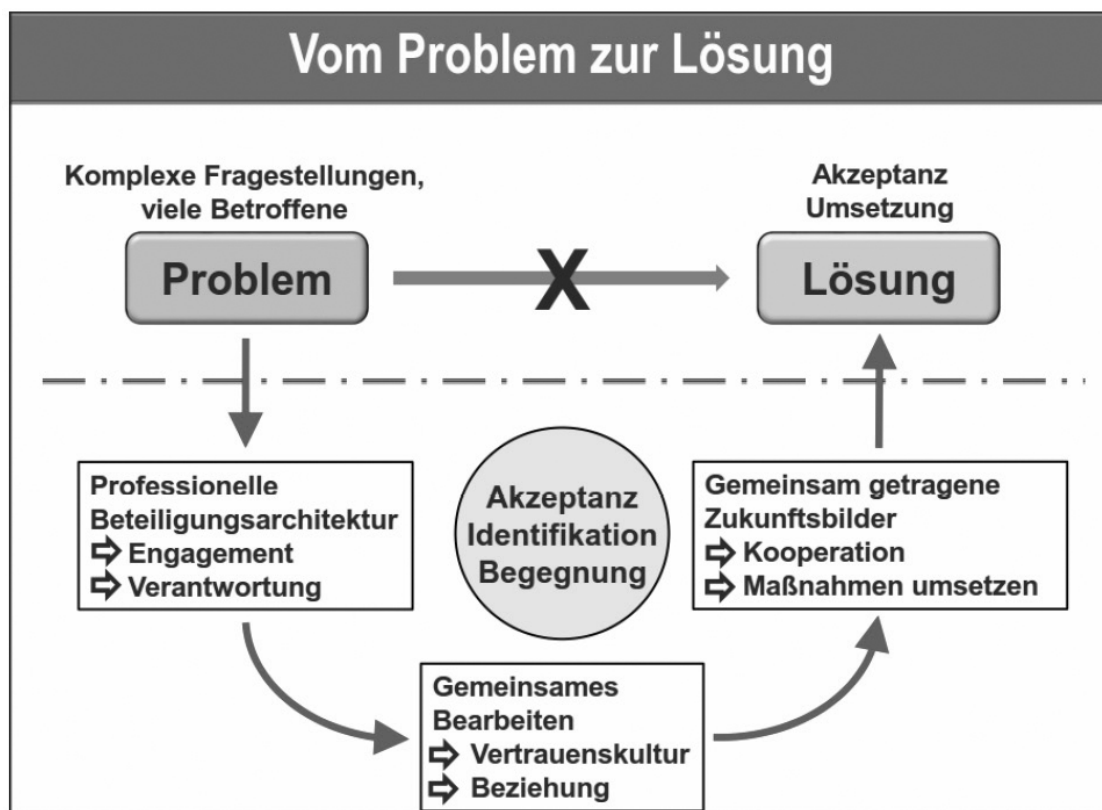 Vom Problem zur Lösung
Komplexe Fragestellungen,
viele Betroffene
Problem
X
Akzeptanz
Umsetzung
Lösung
Professionelle
Beteiligungsarchitektur
⇨ Engagement
⇨ Verantwortung
Akzeptanz
Identifikation
Begegnung
Gemeinsam getragene
Zukunftsbilder
⇨ Kooperation
⇨ Maßnahmen umsetzen
Gemeinsames
Bearbeiten
⇨ Vertrauenskultur
⇨ Beziehung